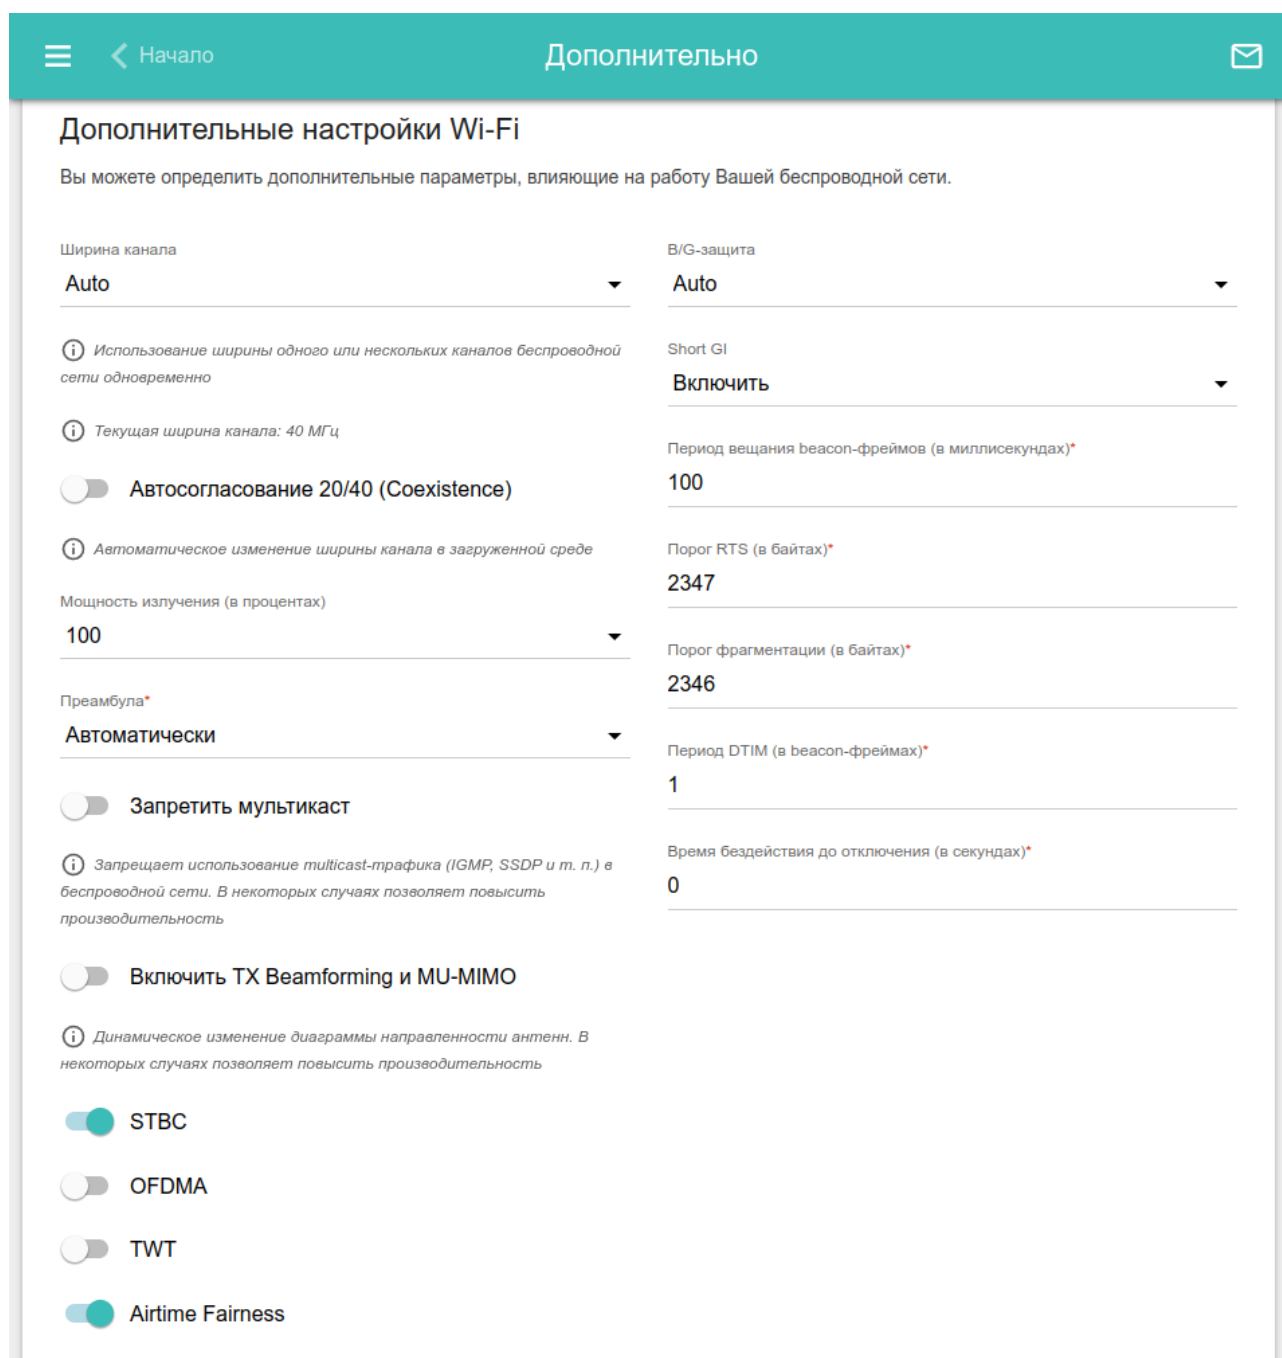 Начало
Дополнительно
Дополнительные настройки Wi-Fi
Вы можете определить дополнительные параметры, влияющие на работу Вашей беспроводной сети.
Ширина канала
Auto
Использование ширины одного или нескольких каналов беспроводной
сети одновременно
Текущая ширина канала: 40 МГц
Автосогласование 20/40 (Coexistence)
Автоматическое изменение ширины канала в загруженной среде
Мощность излучения (в процентах)
100
Преамбула*
Автоматически
Запретить мультикаст
Запрещает использование multicast-трафика (IGMP, SSDP и т. п.) в
беспроводной сети. В некоторых случаях позволяет повысить
производительность
Включить TX Beamforming и MU-MIMO
Динамическое изменение диаграммы направленности антенн. В
некоторых случаях позволяет повысить производительность
STBC
OFDMA
TWT
Airtime Fairness
B/G-защита
Auto
Short GI
Включить
Период вещания beacon-фреймов (в миллисекундах)*
100
Порог RTS (в байтах)*
2347
Порог фрагментации (в байтах)*
2346
Период DTIM (в beacon-фреймах)*
1
Время бездействия до отключения (в секундах)*
0